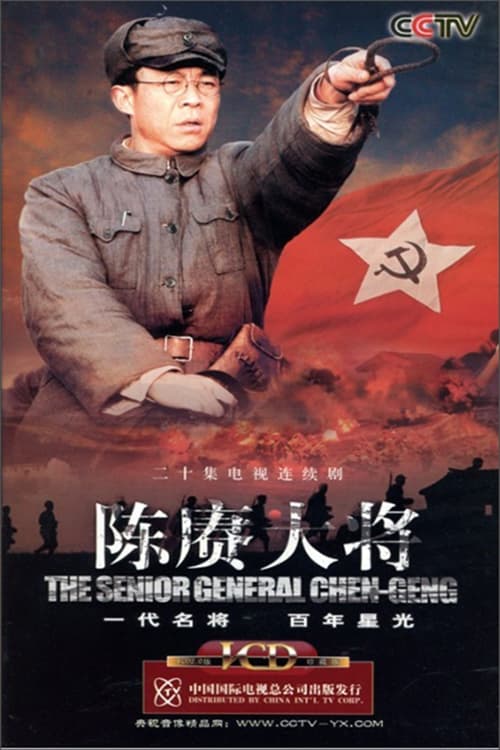 CCTV
二十集电视连续剧
陈赓大将
THE SENIOR GENERAL CHEN-GENG
一代名将 百年星光
VCD
中国国际电视总公司出版发行
DISTRIBUTED BY CHINA INT'L TV CORP.
央视音像精品网：WWW.CCTV-YX.COM